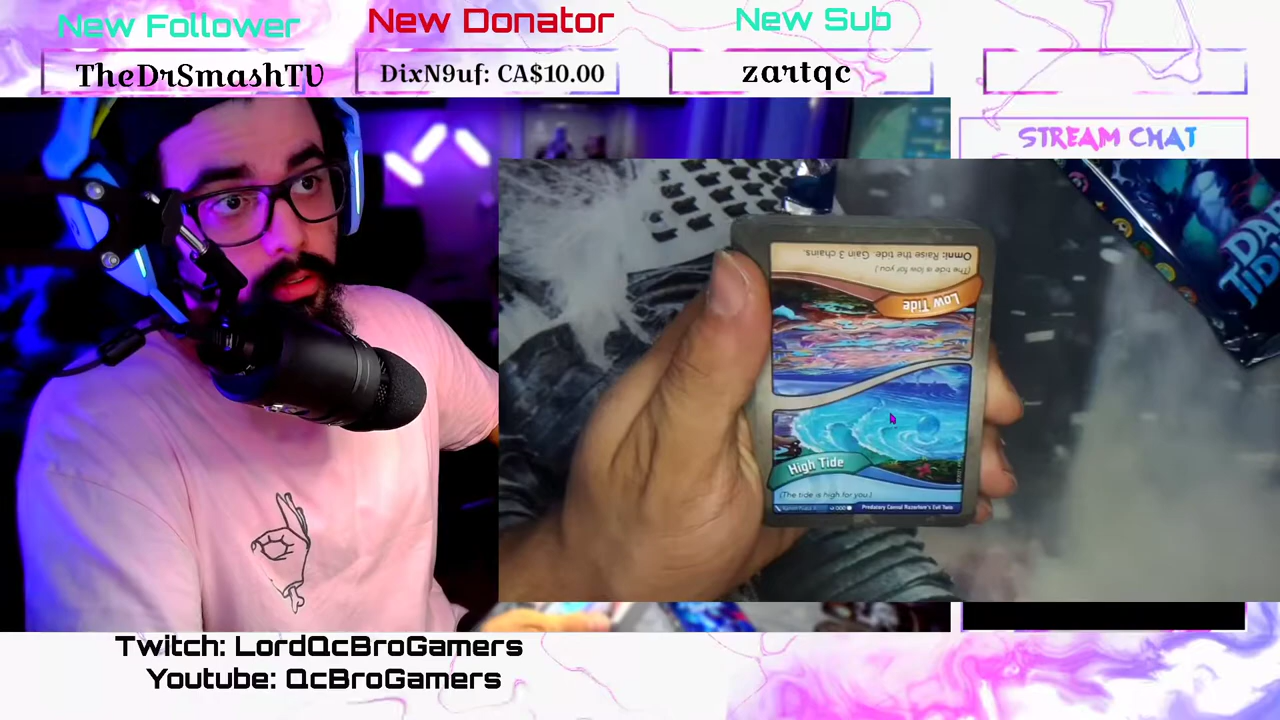 New Follower
New Donator
New Sub
TheDrSmashTV
DixN9uf: CA$10.00
zartqc
STREAM CHAT
Omni: Raise the tide. Gain 3 chains.
(The tide is low for you.)
Low Tide
High Tide
(The tide is high for you.)
Predatory Evil Twin
DARK TIDINGS
Twitch: LordQcBroGamers
Youtube: QcBroGamers